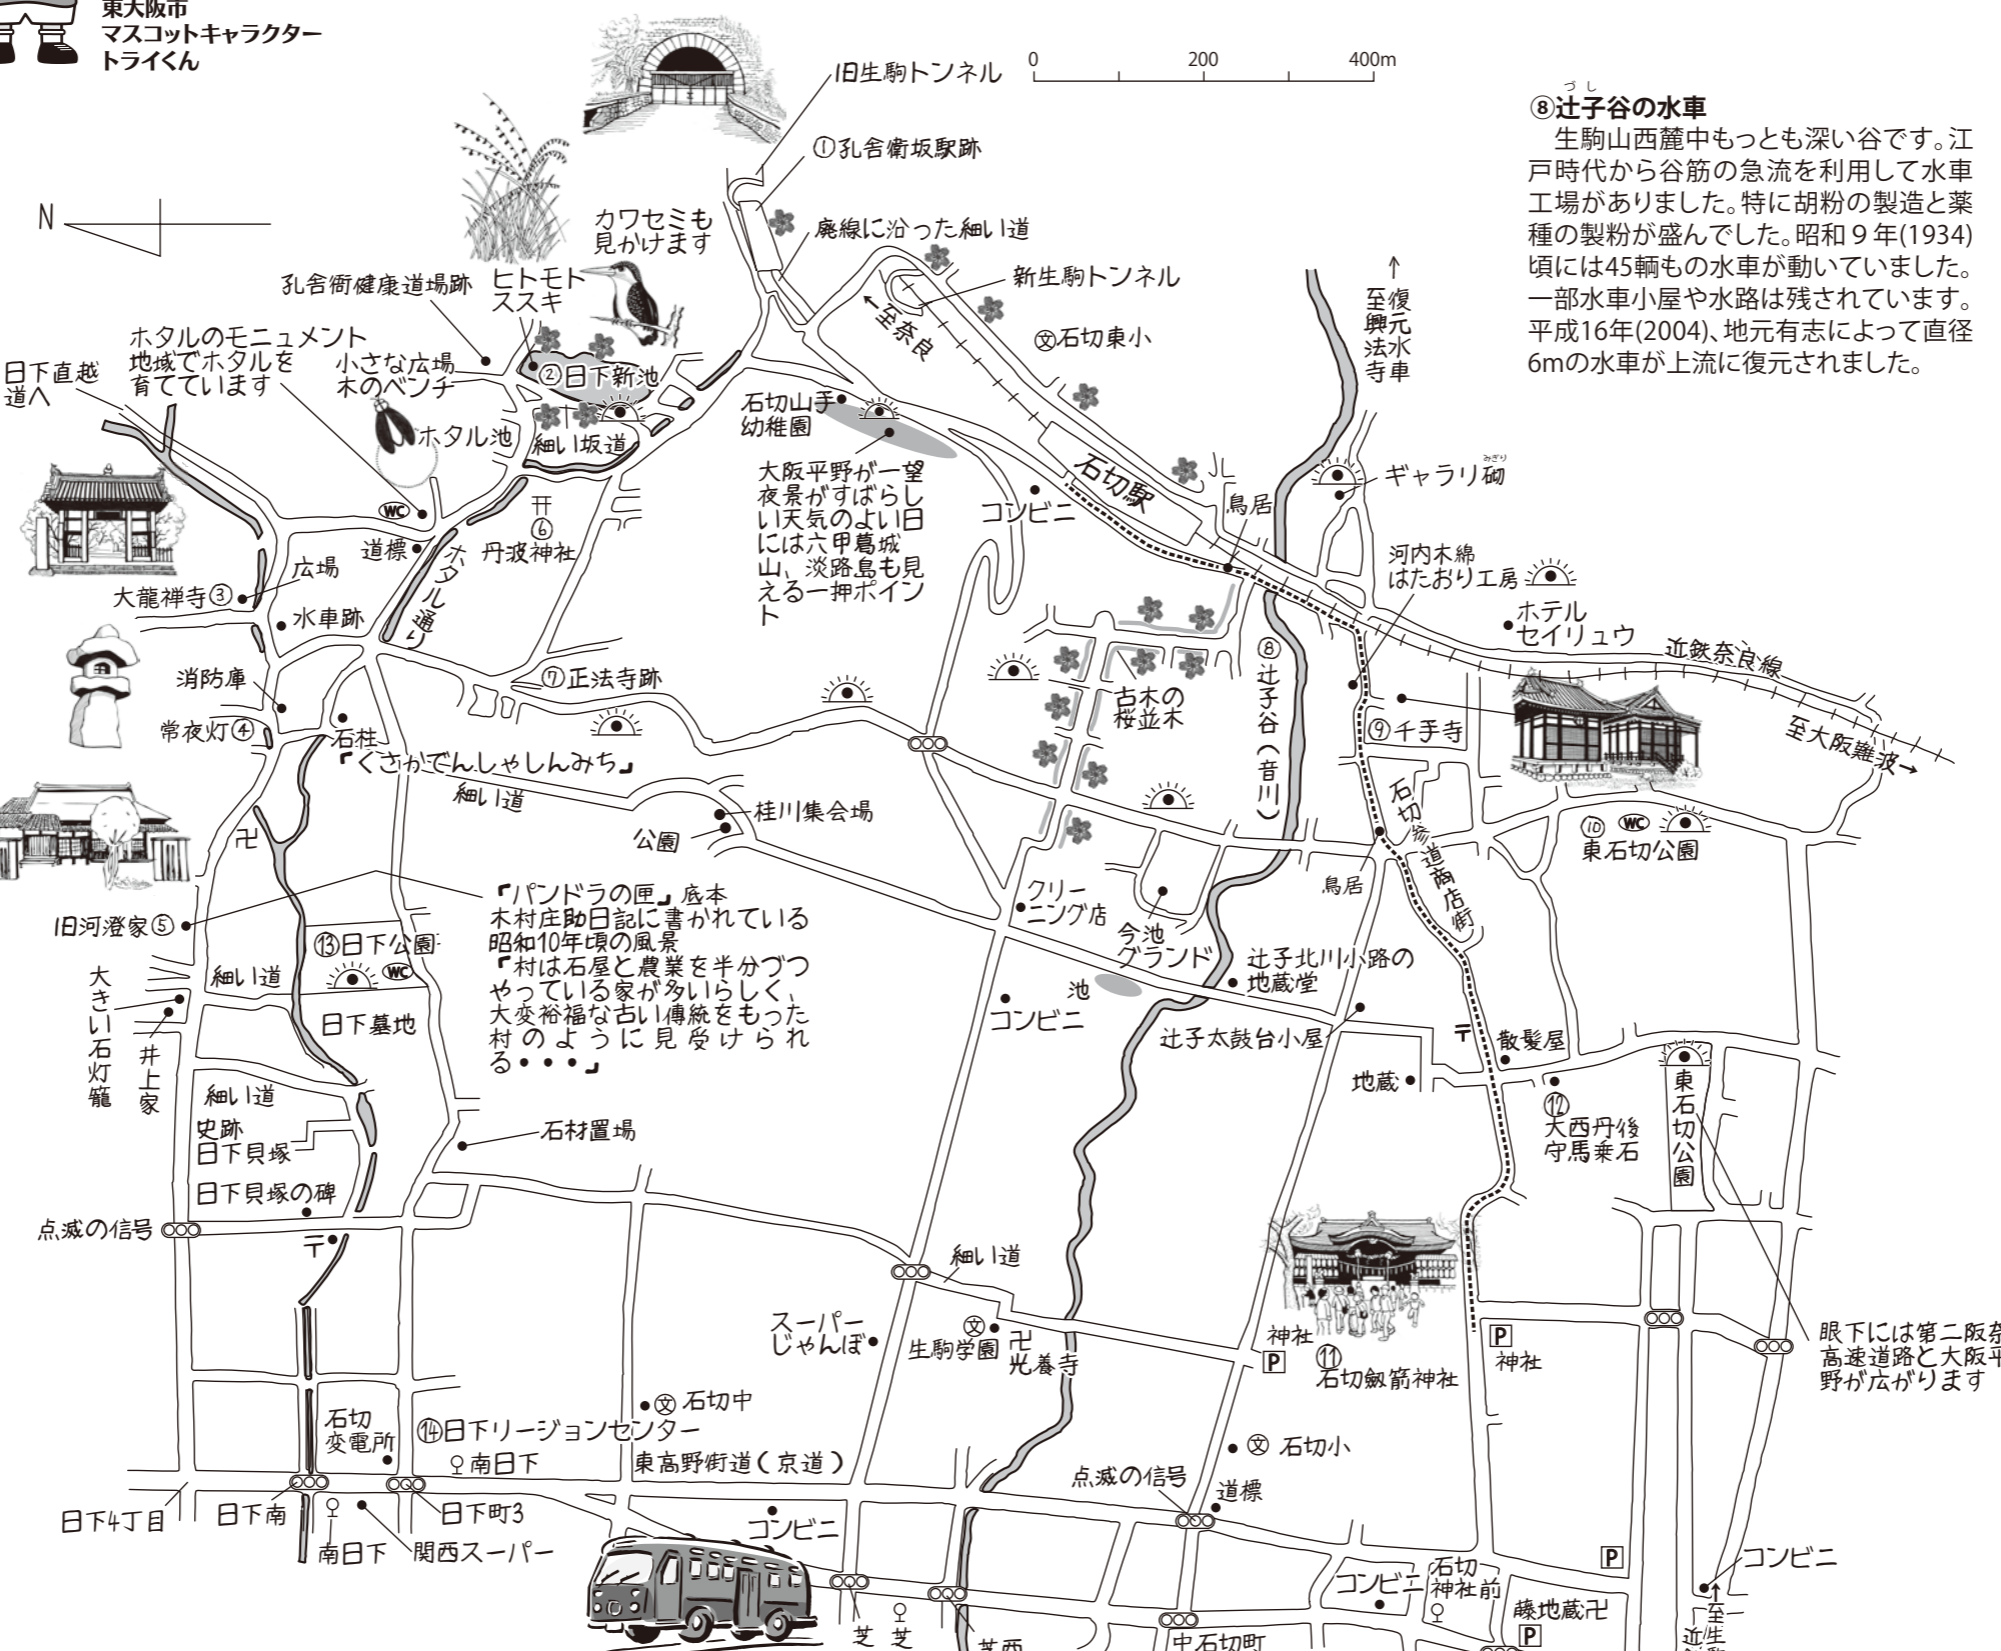 東大阪市
マスコットキャラクター
トライくん
旧生駒トンネル
0 200 400m
①孔舎衛坂駅跡
づし
⑧辻子谷の水車
生駒山西麓中もっとも深い谷です。江
戸時代から谷筋の急流を利用して水車
工場がありました。特に胡粉の製造と薬
種の製粉が盛んでした。昭和9年(1934)
頃には45輌もの水車が動いていました。
一部水車小屋や水路は残されています。
平成16年(2004)、地元有志によって直径
6mの水車が上流に復元されました。
N
カワセミも
見かけます
廃線に沿った細い道
孔舎衙健康道場跡
ヒトモト
ススキ
新生駒トンネル
←至奈良
↑復元水車
至興法寺
文石切東小
ホタルのモニュメント
地域でホタルを
育てています
小さな広場
木のベンチ
日下直越
道へ
②日下新池
石切山手
幼稚園
ホタル池
細い坂道
大阪平野が一望
夜景がすばらし
い天気のよい日
には六甲葛城
山、淡路島も見
える一押ポイン
ト
石切駅
コンビニ
鳥居
みぎり
ギャラリ砌
WC
道標
⑥
丹波神社
ホタル通り
広場
大龍禅寺③
水車跡
河内木綿
はたおり工房
ホテル
セイリュウ
近鉄奈良線
至大阪難波→
消防庫
⑦正法寺跡
古木の
桜並木
⑧辻子谷(音川)
⑨千手寺
常夜灯④
石柱
『くさかでんしゃしんみち』
細い道
桂川集会場
公園
石切参道商店街
⑩
WC
東石切公園
卍
鳥居
クリー
ニング店
今池
グランド
旧河澄家⑤
『パンドラの匣』底本
木村庄助日記に書かれている
昭和10年頃の風景
『村は石屋と農業を半分づつ
やっている家が多いらしく、
大変裕福な古い傳統をもった
村のように見受けられ
る・・・』
⑬日下公園
WC
細い道
日下墓地
大きい石灯籠
井上家
池
コンビニ
辻子北川小路の
地蔵堂
辻子太鼓台小屋
〒
散髪屋
地蔵
⑫
大西丹後
守馬乗石
東石切公園
細い道
史跡
日下貝塚
石材置場
日下貝塚の碑
点滅の信号
〒
細い道
スーパー
じゃんぼ
文
生駒学園
卍
光養寺
神社
P
⑪
石切劔箭神社
P
神社
眼下には第二阪奈
高速道路と大阪平
野が広がります
文石切中
石切
変電所
⑭日下リージョンセンター
南日下
東高野街道(京道)
文石切小
点滅の信号
道標
日下4丁目
日下南
日下町3
南日下
関西スーパー
コンビニ
コンビニ
石切
神社前
P
コンビニ
藤地蔵卍
P
芝
芝
芝西
中石切町